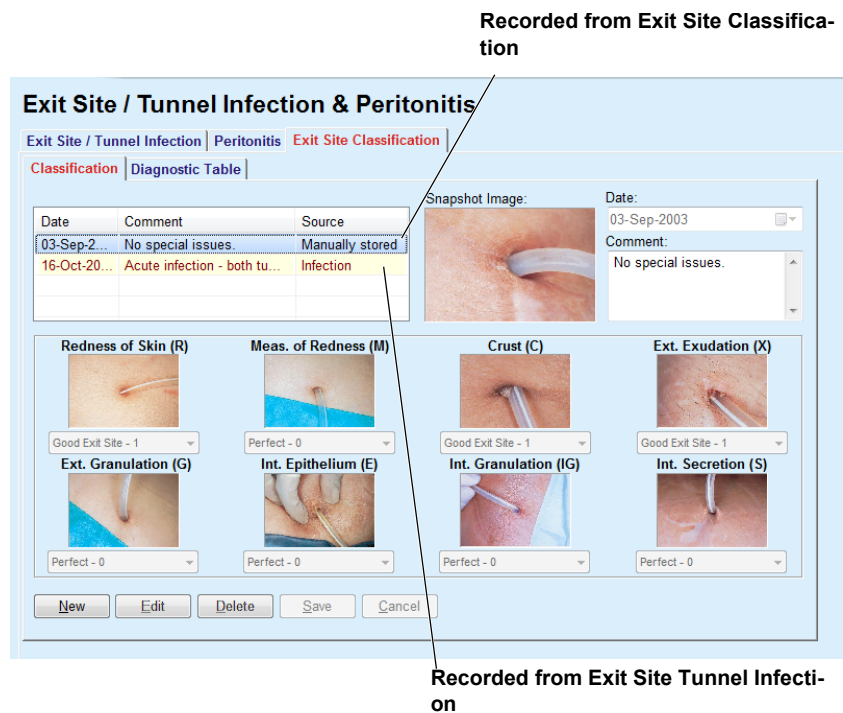 Recorded from Exit Site Classifica-
tion
Exit Site / Tunnel Infection & Peritonitis
Exit Site / Tunnel Infection Peritonitis Exit Site Classification
Classification Diagnostic Table
Snapshot Image: Date:
Date Comment Source 03-Sep-2003
03-Sep-2... No special issues. Manually stored Comment:
16-Oct-20... Acute infection - both tu... Infection No special issues.
Redness of Skin (R) Meas. of Redness (M) Crust (C) Ext. Exudation (X)
Good Exit Site - 1 Perfect - 0 Good Exit Site - 1 Good Exit Site - 1
Ext. Granulation (G) Int. Epithelium (E) Int. Granulation (IG) Int. Secretion (S)
Perfect - 0 Perfect - 0 Perfect - 0 Perfect - 0
New Edit Delete Save Cancel
Recorded from Exit Site Tunnel Infecti-
on